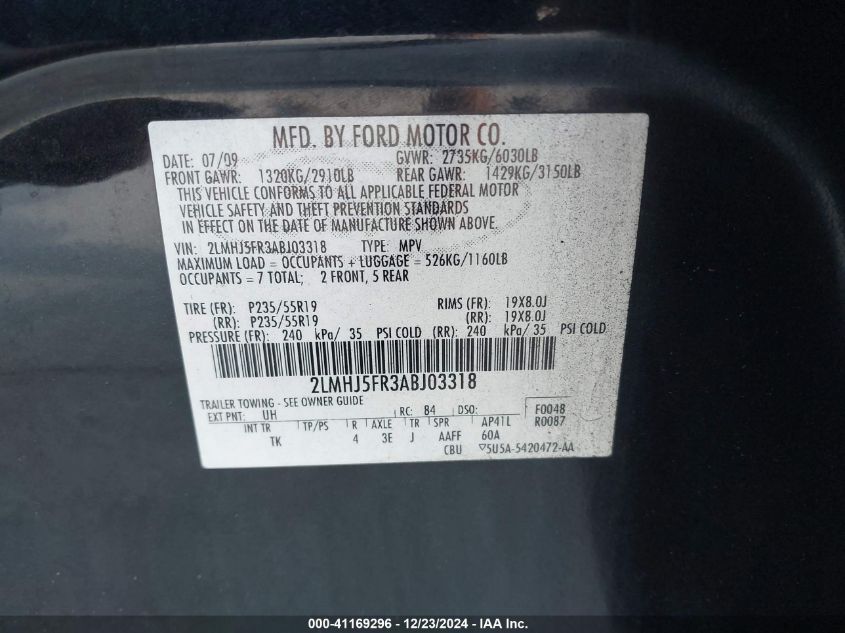 MFD. BY FORD MOTOR CO.
DATE: 07/09 GVWR: 2735KG/6030LB
FRONT GAWR: 1320KG/2910LB REAR GAWR: 1429KG/3150LB
THIS VEHICLE CONFORMS TO ALL APPLICABLE FEDERAL MOTOR
VEHICLE SAFETY AND THEFT PREVENTION STANDARDS
IN EFFECT ON THE DATE OF MANUFACTURE SHOWN ABOVE.
VIN: 2LMHJ5FR3ABJ03318 TYPE: MPV
MAXIMUM LOAD = OCCUPANTS + LUGGAGE = 526KG/1160LB
OCCUPANTS = 7 TOTAL; 2 FRONT, 5 REAR
TIRE (FR): P235/55R19 RIMS (FR): 19X8.0J
(RR): P235/55R19 (RR): 19X8.0J
PRESSURE (FR): 240 kPa/ 35 PSI COLD (RR): 240 kPa/ 35 PSI COLD
2LMHJ5FR3ABJ03318
TRAILER TOWING - SEE OWNER GUIDE
EXT PNT: UH RC: 84 DSO: F0048
INT TR TP/PS R AXLE TR SPR AP41L R0087
TK 4 3E J AAFF 60A
CBU 5U5A-5420472-AA
000-41169296 - 12/23/2024 - IAA Inc.